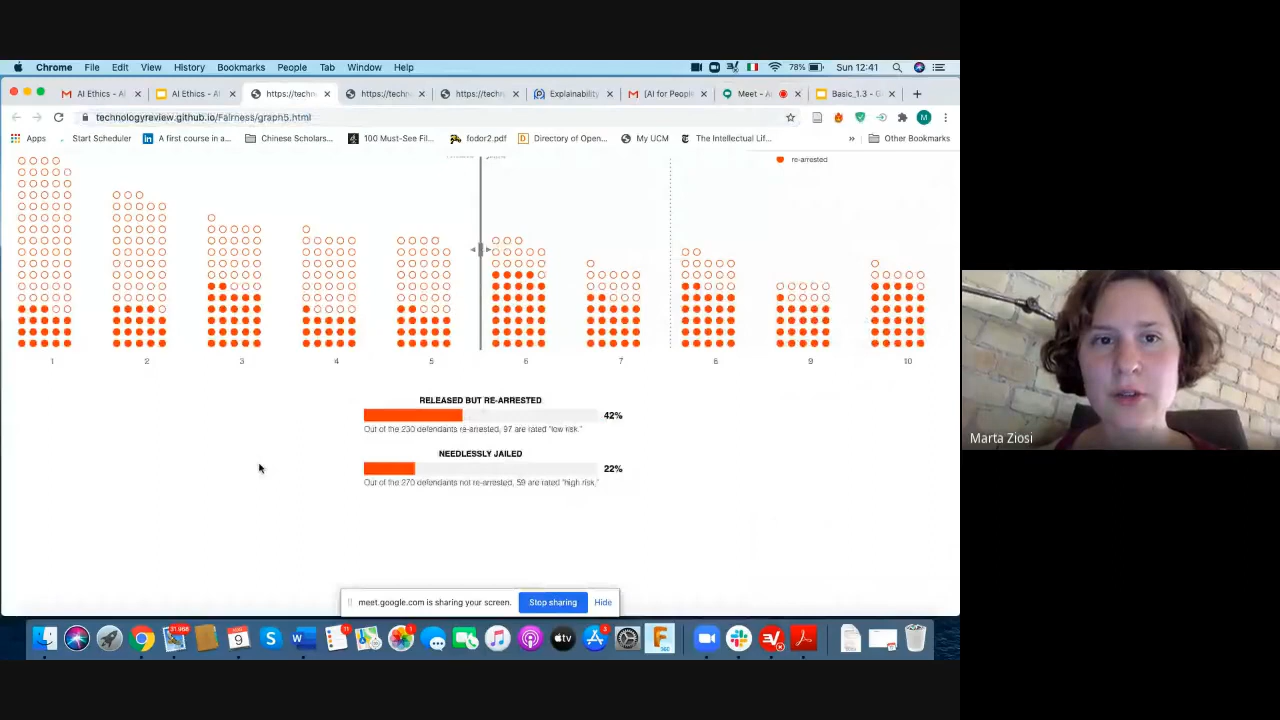 Chrome File Edit View History Bookmarks People Tab Window Help 78% Sun 12:41
AI Ethics - AI AI Ethics - AI https://techn https://techn https://techn Explainability [AI for People Meet - A Basic_1.3 - G
technologyreview.github.io/Fairness/graph5.html M
Apps Start Scheduler A first course in a... Chinese Scholars... 100 Must-See Fil... fodor2.pdf Directory of Open... My UCM The Intellectual Lif... » Other Bookmarks
re-arrested
1 2 3 4 5 6 7 8 9 10
RELEASED BUT RE-ARRESTED
42%
Out of the 230 defendants re-arrested, 97 are rated "low risk."
NEEDLESSLY JAILED
22%
Out of the 270 defendants not re-arrested, 59 are rated "high risk."
meet.google.com is sharing your screen. Stop sharing Hide
Marta Ziosi